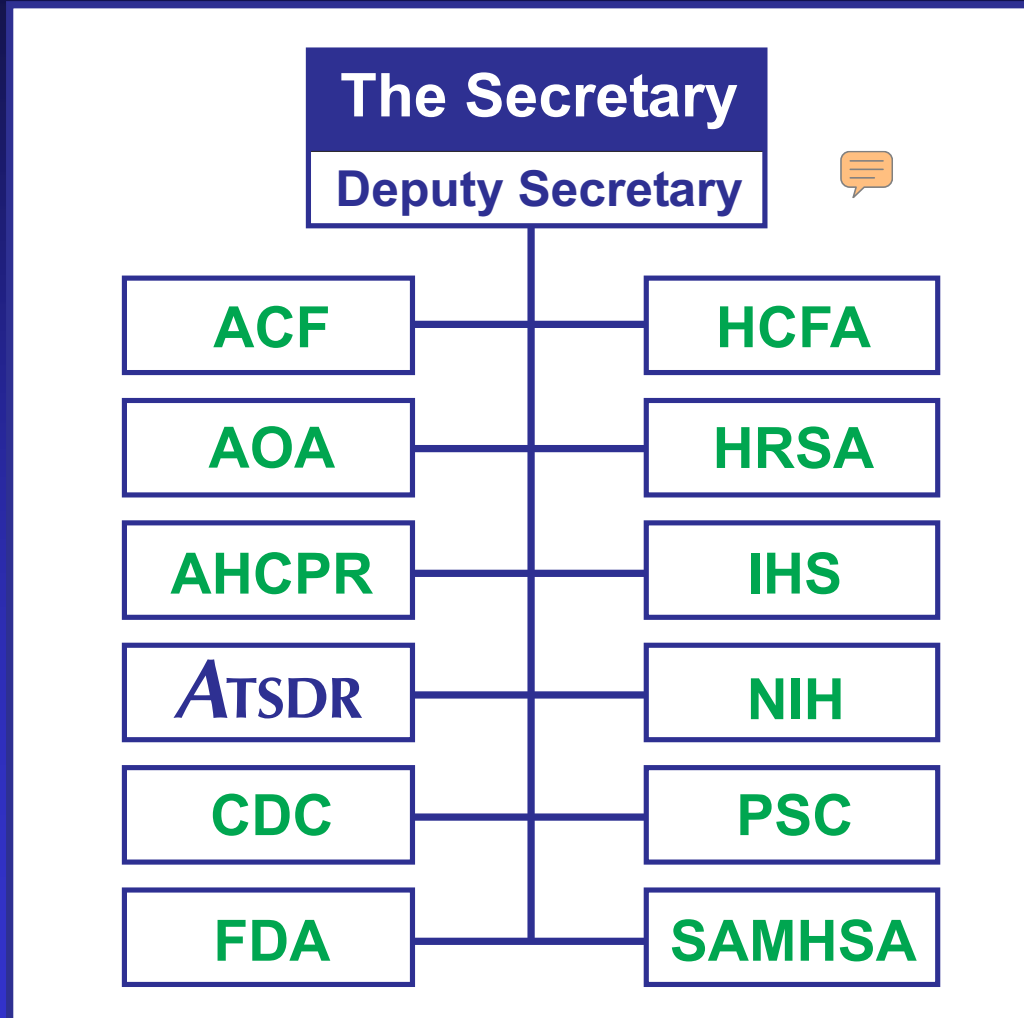 The Secretary
Deputy Secretary
ACF
HCFA
AOA
HRSA
AHCPR
IHS
ATSDR
NIH
CDC
PSC
FDA
SAMHSA